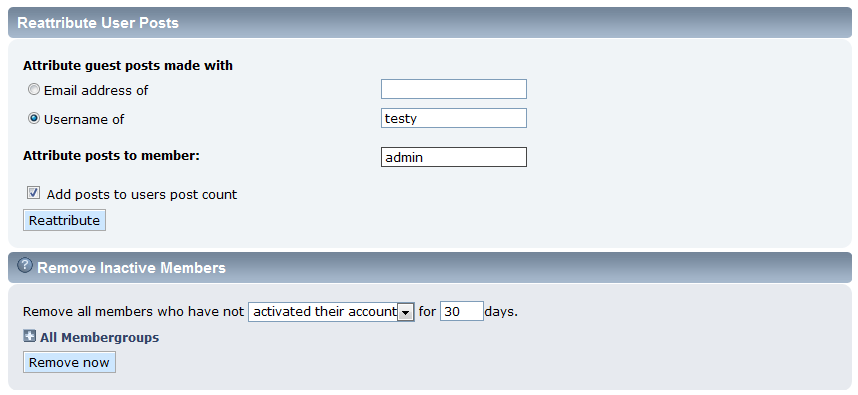 Reattribute User Posts
Attribute guest posts made with
Email address of
Username of testy
Attribute posts to member: admin
Add posts to users post count
Reattribute
? Remove Inactive Members
Remove all members who have not activated their account for 30 days.
All Membergroups
Remove now